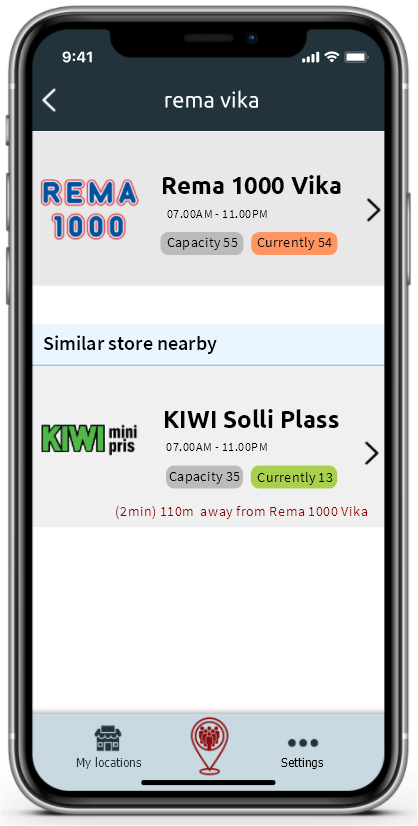 9:41
rema vika
REMA
1000
Rema 1000 Vika
07.00AM - 11.00PM
Capacity 55
Currently 54
Similar store nearby
KIWI mini
pris
KIWI Solli Plass
07.00AM - 11.00PM
Capacity 35
Currently 13
(2min) 110m away from Rema 1000 Vika
My locations
Settings